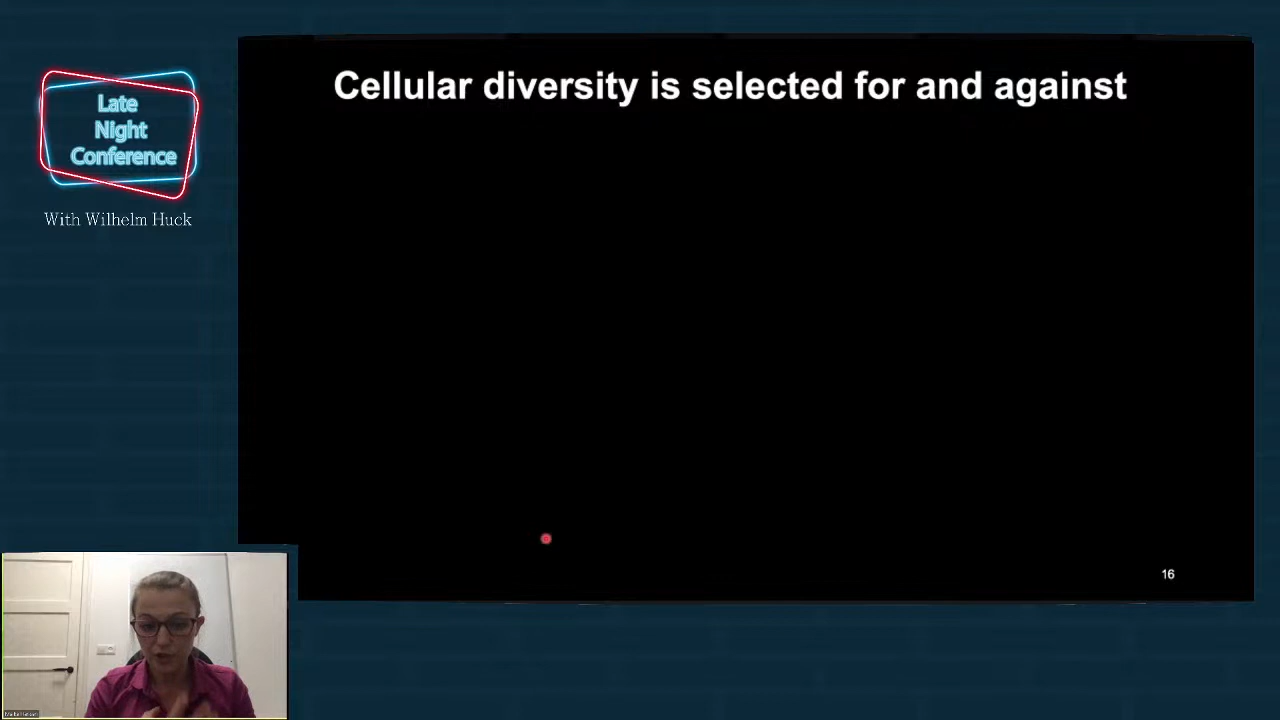 Late
Night
Conference
With Wilhelm Huck
Cellular diversity is selected for and against
16